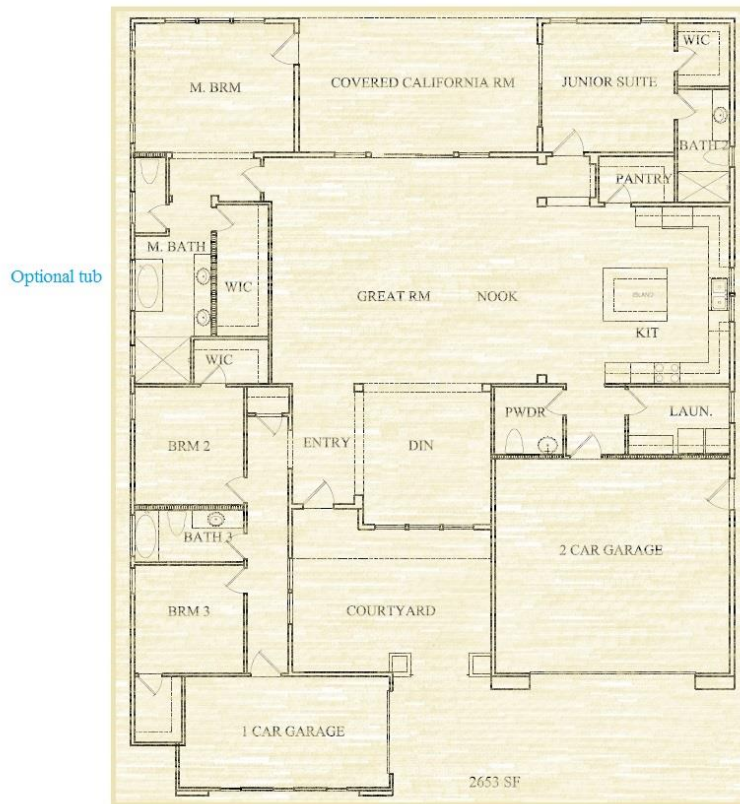 WIC
M. BRM
COVERED CALIFORNIA RM
JUNIOR SUITE
BATH 2
PANTRY
M. BATH
Optional tub
WIC
GREAT RM
NOOK
ISLAND
KIT
WIC
PWDR
LAUN.
BRM 2
ENTRY
DIN
BATH 3
2 CAR GARAGE
BRM 3
COURTYARD
1 CAR GARAGE
2653 SF